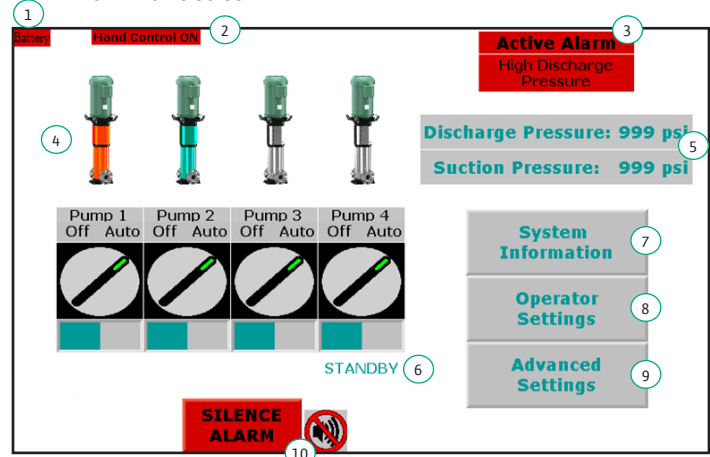 1
2
3
Battery
Hand Control ON
Active Alarm
High Discharge
Pressure
4
Discharge Pressure: 999 psi
5
Suction Pressure: 999 psi
Pump 1 Pump 2 Pump 3 Pump 4
Off Auto Off Auto Off Auto Off Auto
System
Information
7
Operator
Settings
8
STANDBY 6
Advanced
Settings
9
SILENCE
ALARM
10